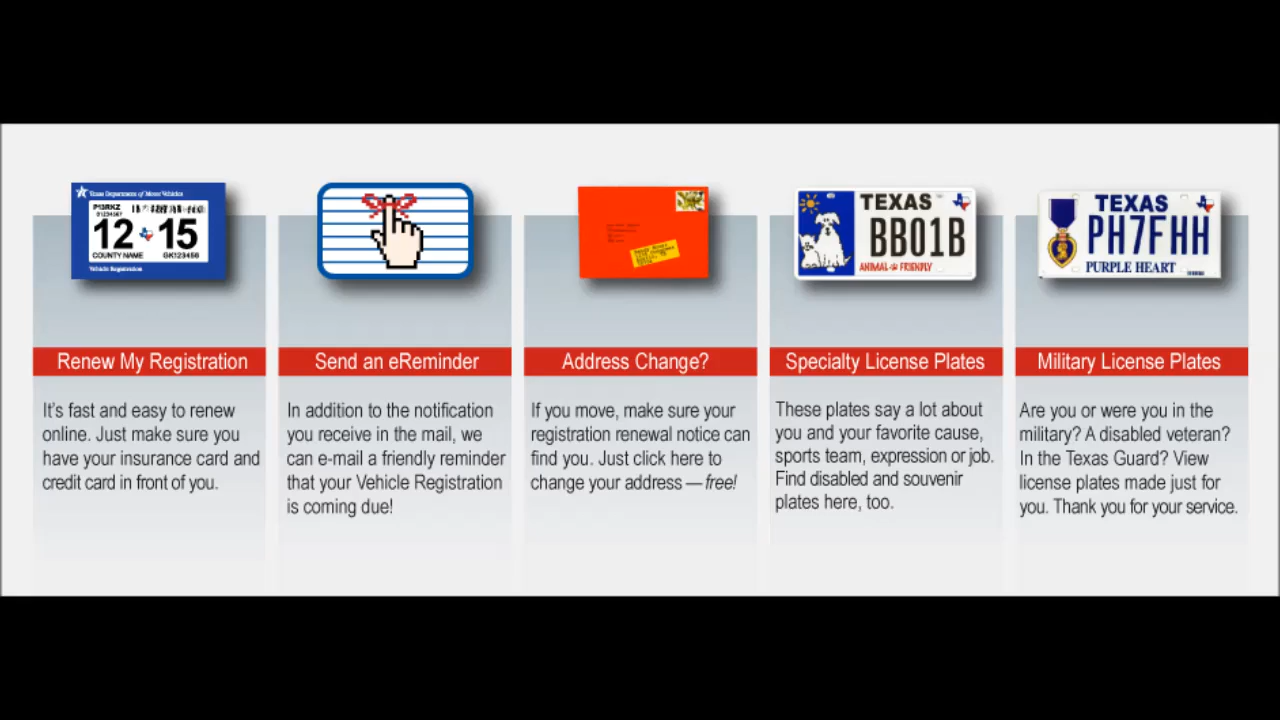 Texas Department of Motor Vehicles
P13RKZ
01234567
12 15
COUNTY NAME GK123456
Vehicle Registration
TEXAS
BB01B
ANIMAL FRIENDLY
TEXAS
PH7FHH
PURPLE HEART
Renew My Registration
It's fast and easy to renew
online. Just make sure you
have your insurance card and
credit card in front of you.
Send an eReminder
In addition to the notification
you receive in the mail, we
can e-mail a friendly reminder
that your Vehicle Registration
is coming due!
Address Change?
If you move, make sure your
registration renewal notice can
find you. Just click here to
change your address — free!
Specialty License Plates
These plates say a lot about
you and your favorite cause,
sports team, expression or job.
Find disabled and souvenir
plates here, too.
Military License Plates
Are you or were you in the
military? A disabled veteran?
In the Texas Guard? View
license plates made just for
you. Thank you for your service.